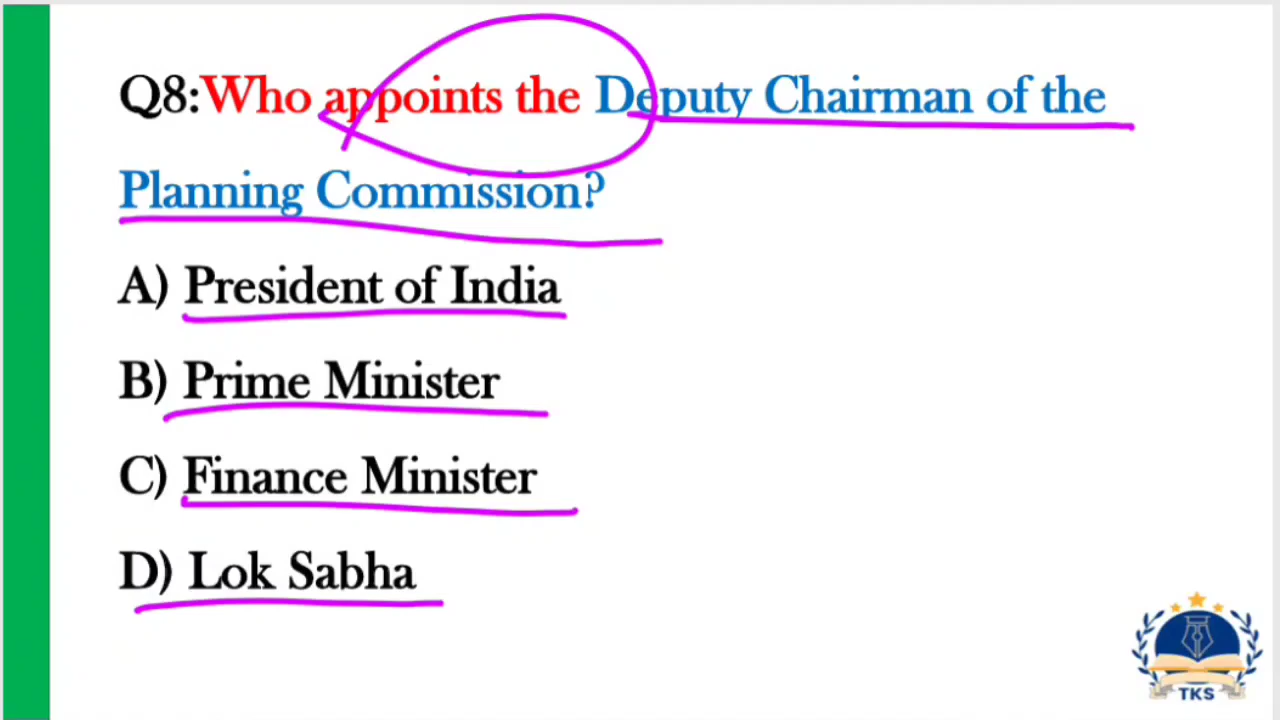 Q8:Who appoints the Deputy Chairman of the
Planning Commission?
A) President of India
B) Prime Minister
C) Finance Minister
D) Lok Sabha
TKS